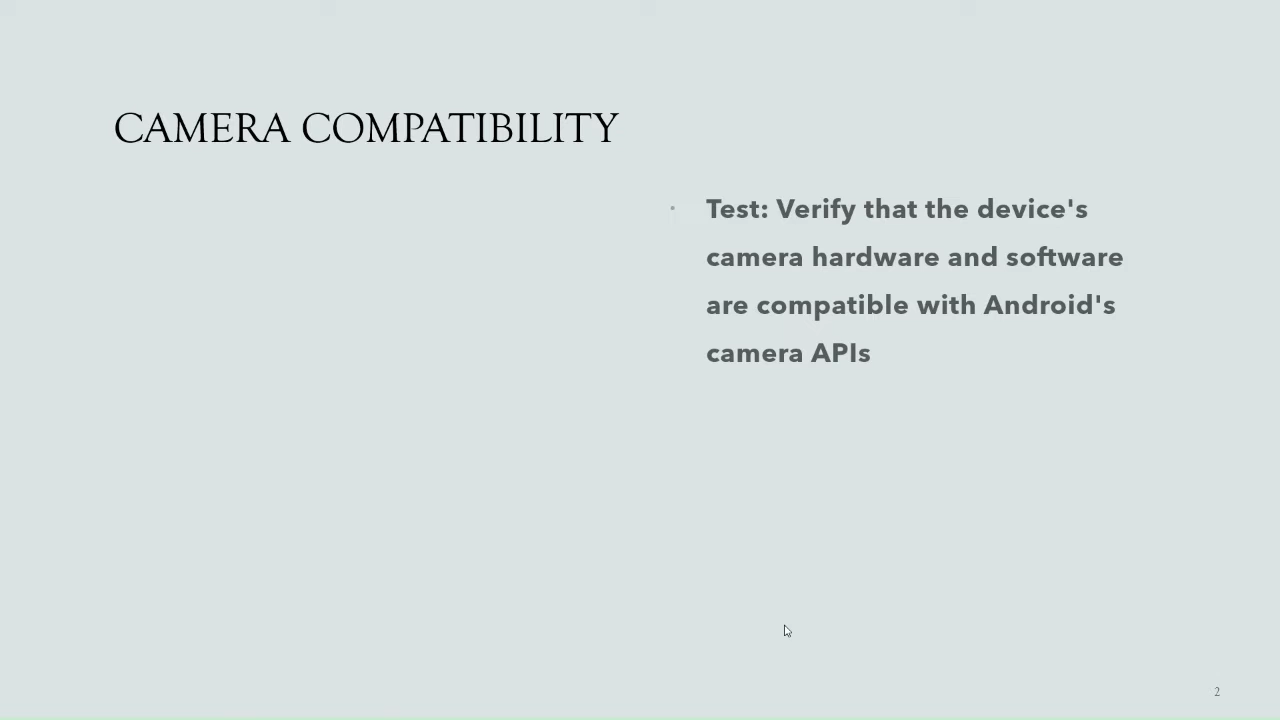 CAMERA COMPATIBILITY
Test: Verify that the device's
camera hardware and software
are compatible with Android's
camera APIs
2